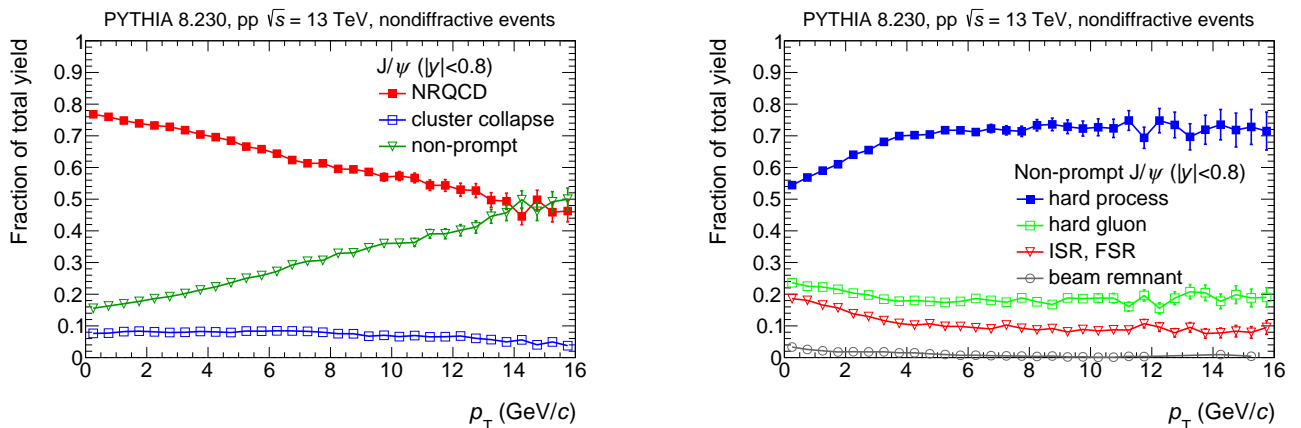 PYTHIA 8.230, pp √s = 13 TeV, nondiffractive events
Fraction of total yield
1
0.9
0.8
0.7
0.6
0.5
0.4
0.3
0.2
0.1
0
J/ψ (|y|<0.8)
NRQCD
cluster collapse
non-prompt
0 2 4 6 8 10 12 14 16
p_T (GeV/c)
PYTHIA 8.230, pp √s = 13 TeV, nondiffractive events
Fraction of total yield
1
0.9
0.8
0.7
0.6
0.5
0.4
0.3
0.2
0.1
0
Non-prompt J/ψ (|y|<0.8)
hard process
hard gluon
ISR, FSR
beam remnant
0 2 4 6 8 10 12 14 16
p_T (GeV/c)